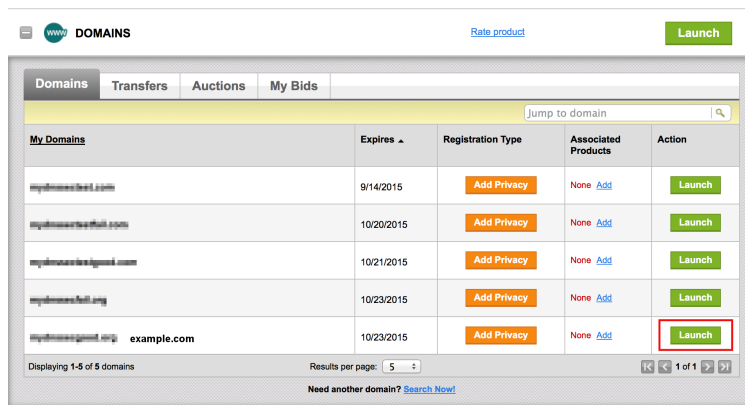 www DOMAINS Rate product Launch
Domains Transfers Auctions My Bids
Jump to domain
My Domains Expires Registration Type Associated Products Action
9/14/2015 Add Privacy None Add Launch
10/20/2015 Add Privacy None Add Launch
10/21/2015 Add Privacy None Add Launch
10/23/2015 Add Privacy None Add Launch
example.com 10/23/2015 Add Privacy None Add Launch
Displaying 1-5 of 5 domains Results per page: 5 1 of 1
Need another domain? Search Now!